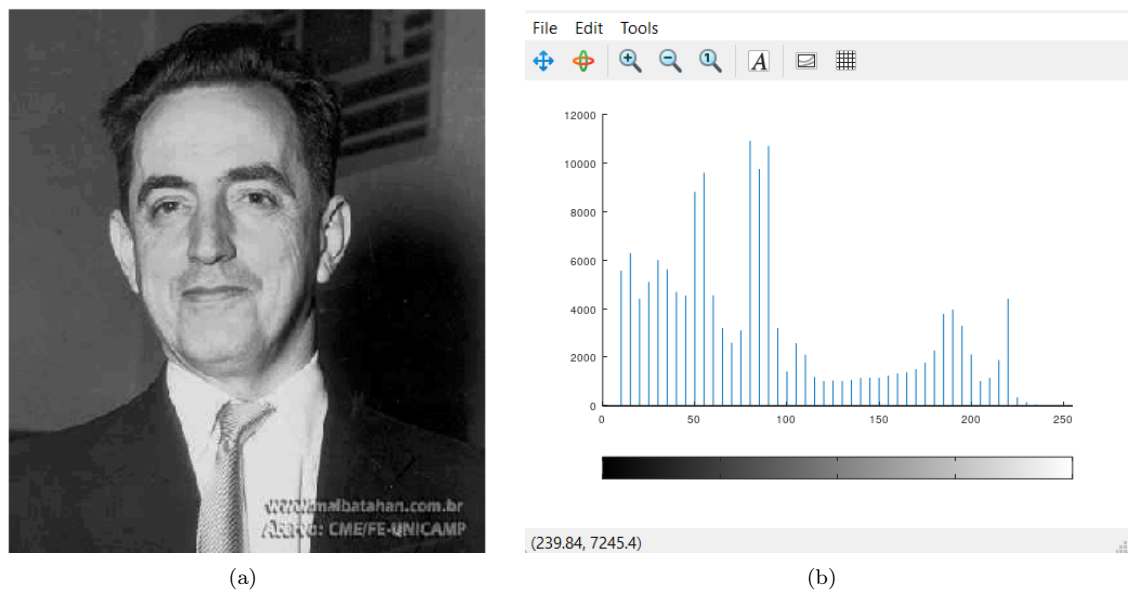 www.malbatahan.com.br
Acervo: CME/FE-UNICAMP
(a)
File Edit Tools
A
12000
10000
8000
6000
4000
2000
0
0 50 100 150 200 250
(239.84, 7245.4)
(b)